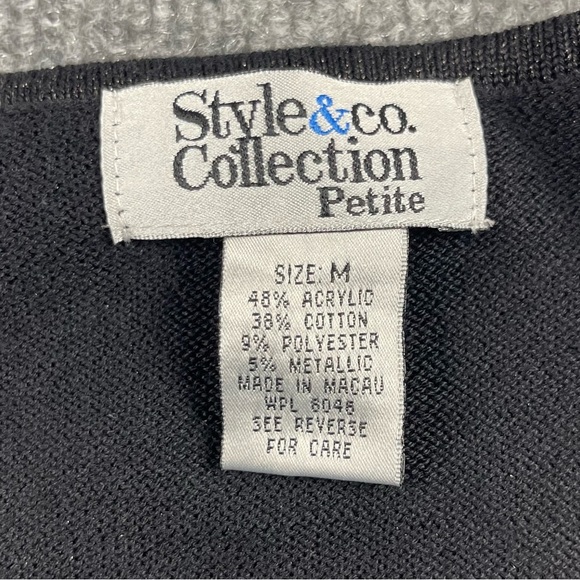 Style&co.
Collection
Petite
SIZE: M
48% ACRYLIC
38% COTTON
9% POLYESTER
5% METALLIC
MADE IN MACAU
WPL 6046
SEE REVERSE
FOR CARE